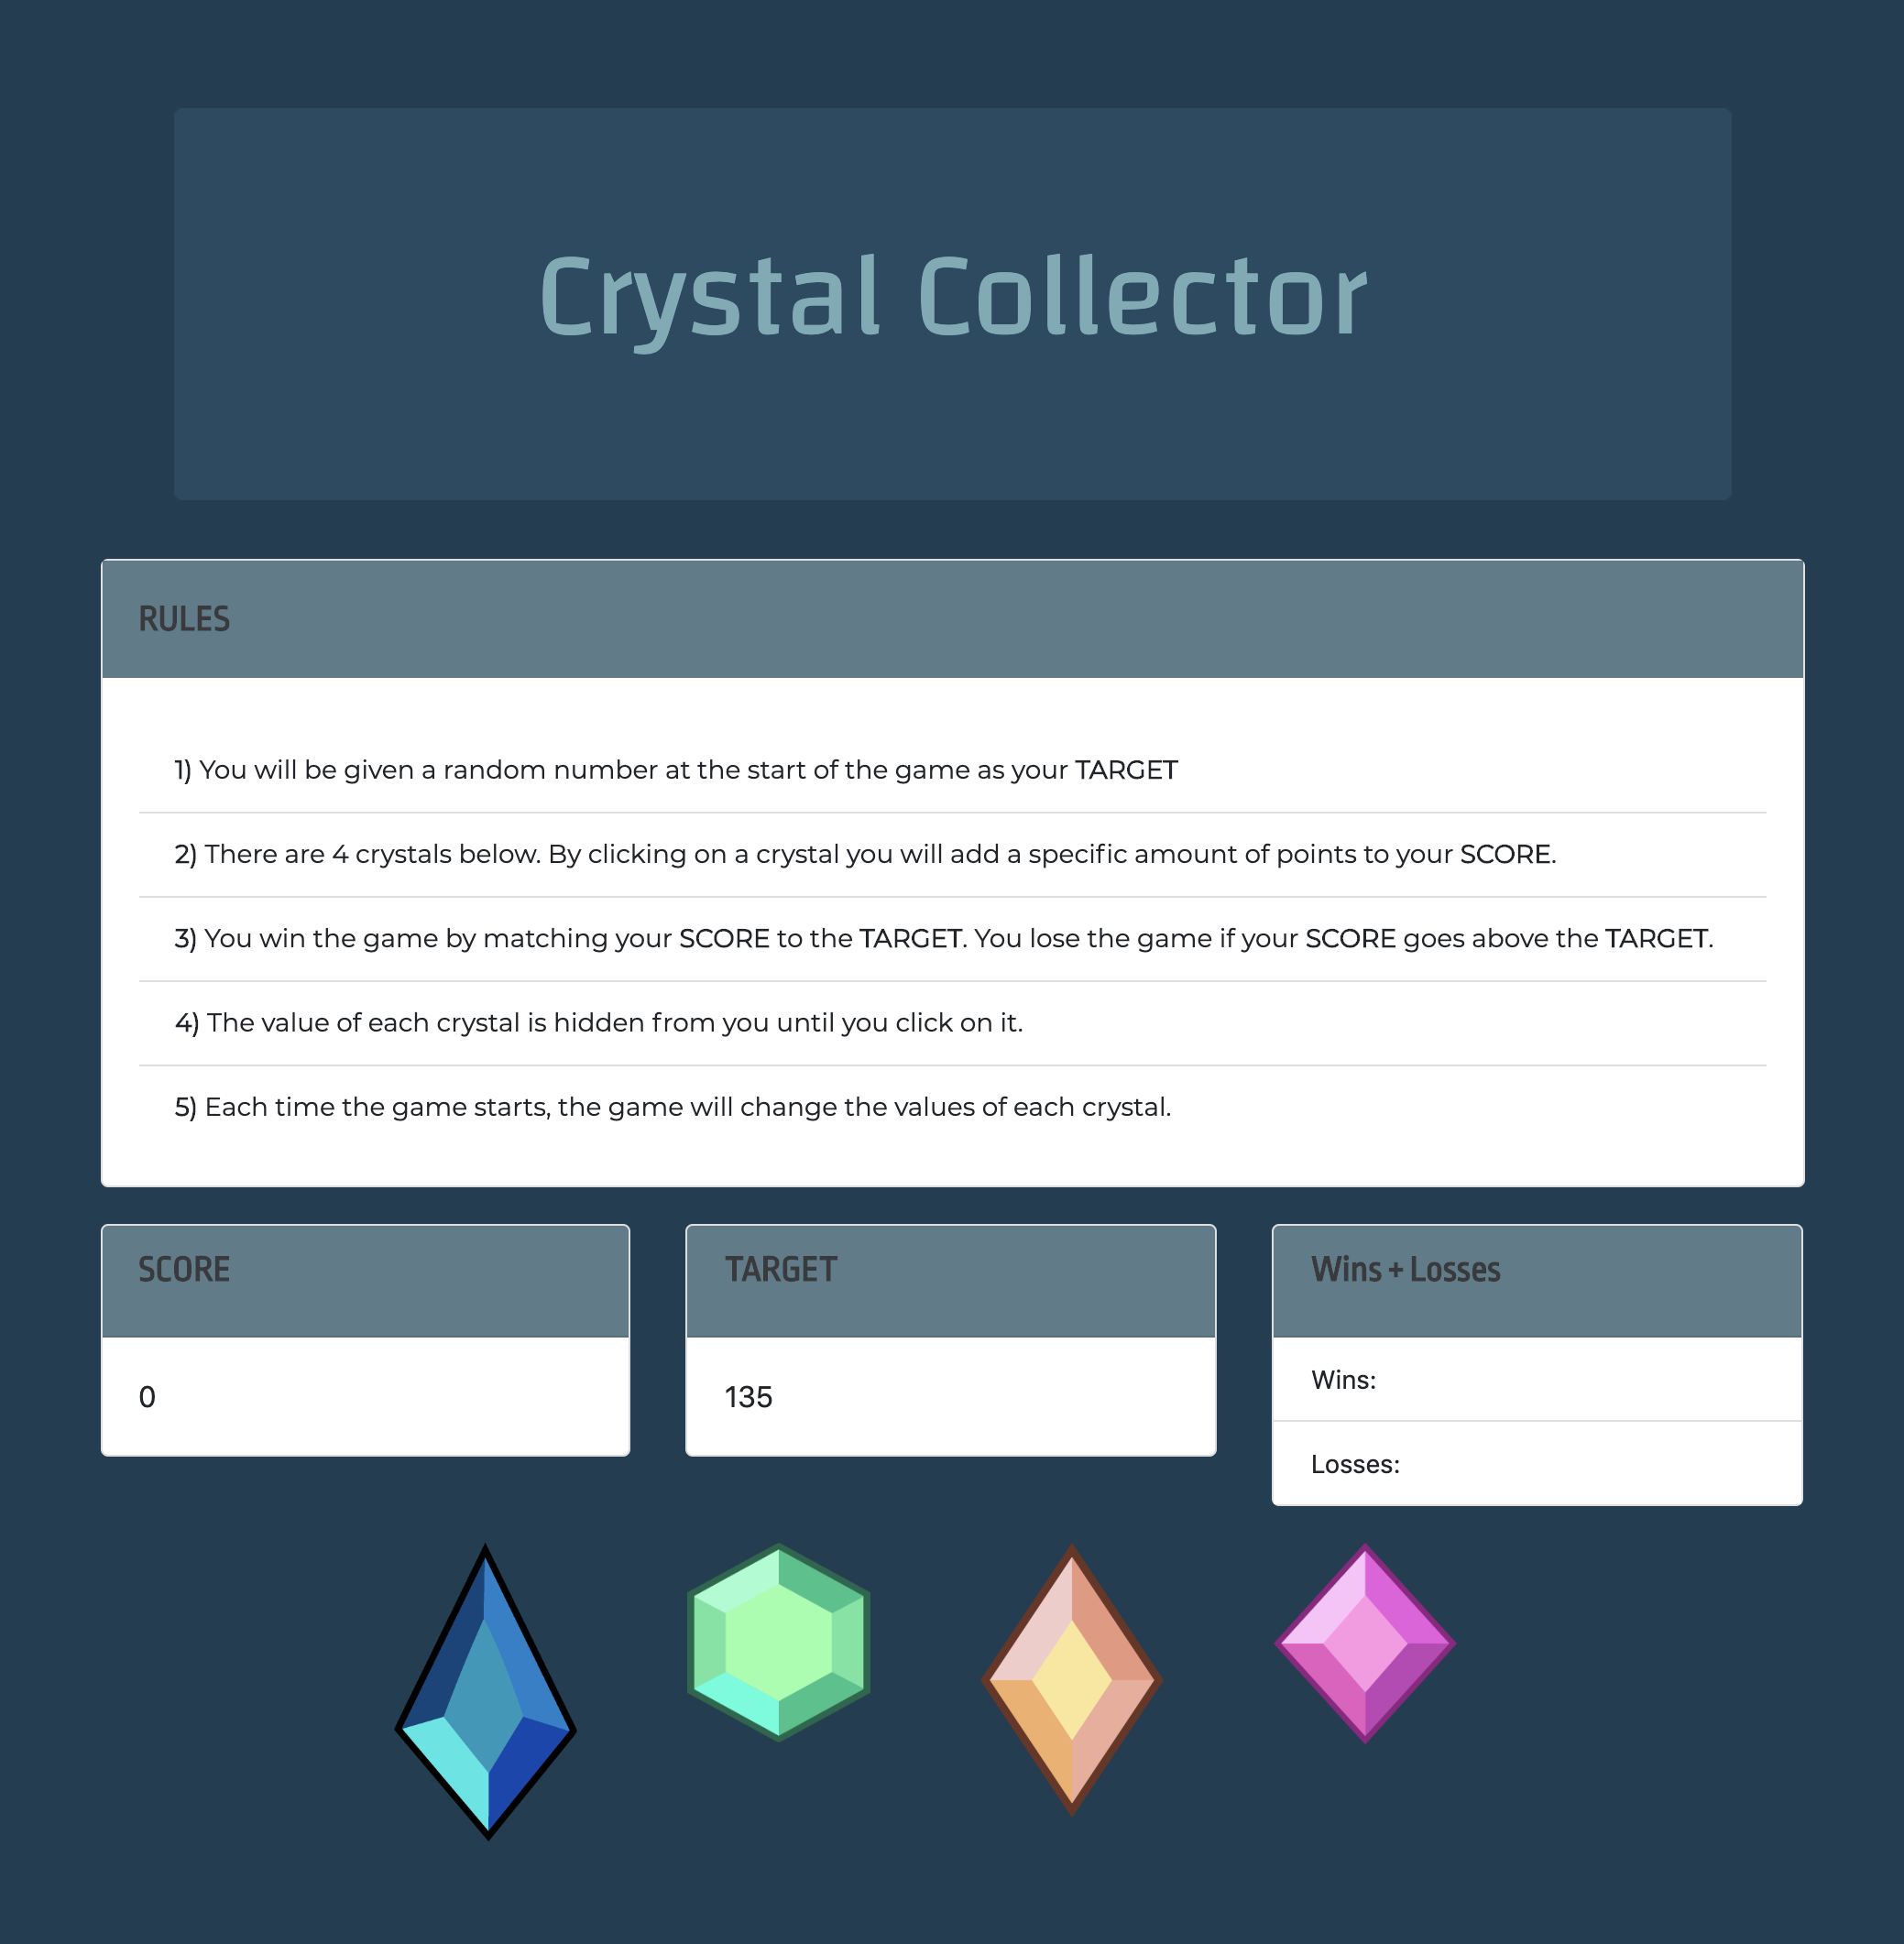 Crystal Collector
RULES
1) You will be given a random number at the start of the game as your TARGET
2) There are 4 crystals below. By clicking on a crystal you will add a specific amount of points to your SCORE.
3) You win the game by matching your SCORE to the TARGET. You lose the game if your SCORE goes above the TARGET.
4) The value of each crystal is hidden from you until you click on it.
5) Each time the game starts, the game will change the values of each crystal.
SCORE
0
TARGET
135
Wins + Losses
Wins:
Losses: